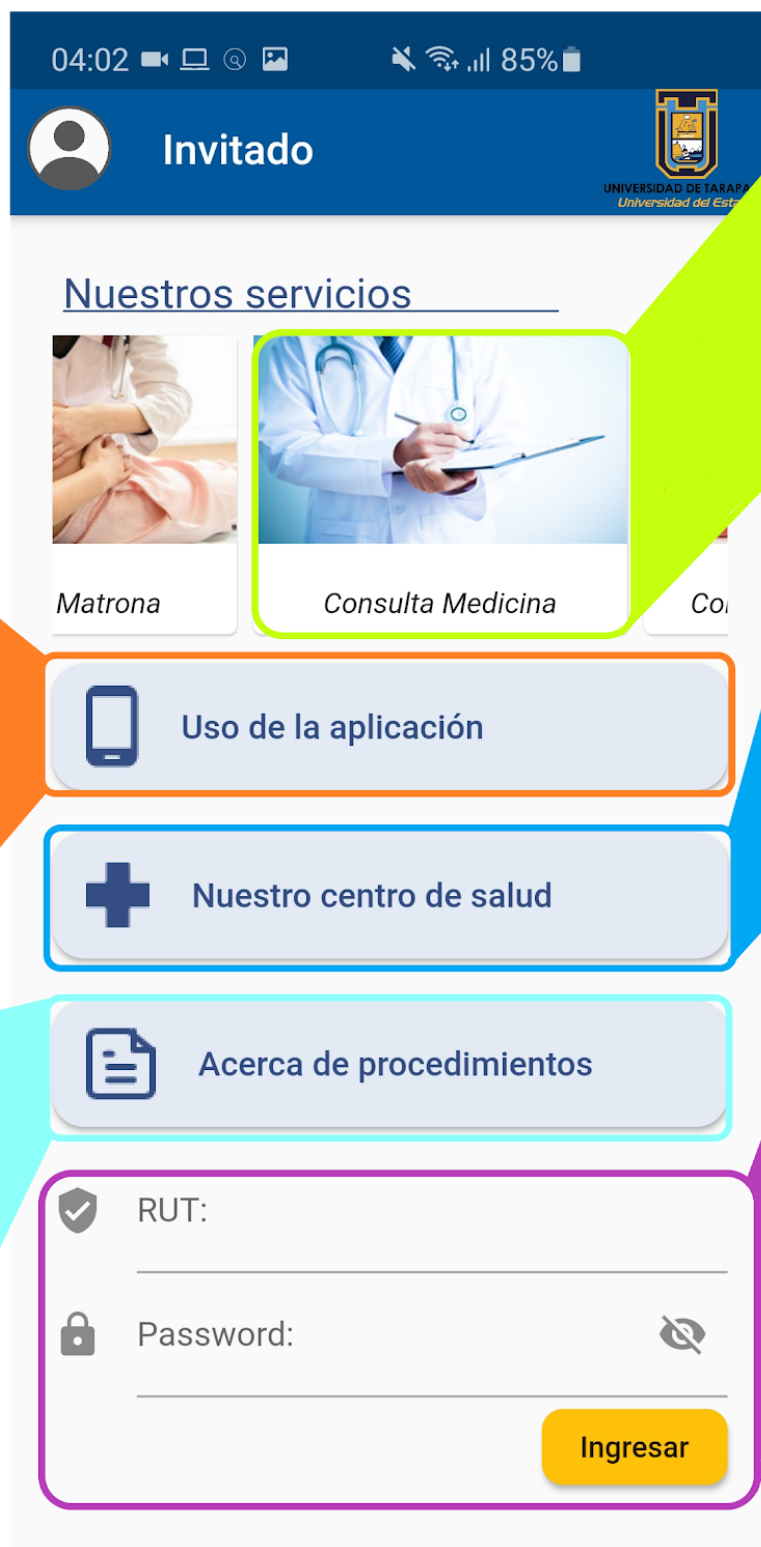 04:02 85%
Invitado
UNIVERSIDAD DE TARAPA
Universidad del Esta
Nuestros servicios
Matrona Consulta Medicina
Uso de la aplicación
Nuestro centro de salud
Acerca de procedimientos
RUT:
Password:
Ingresar